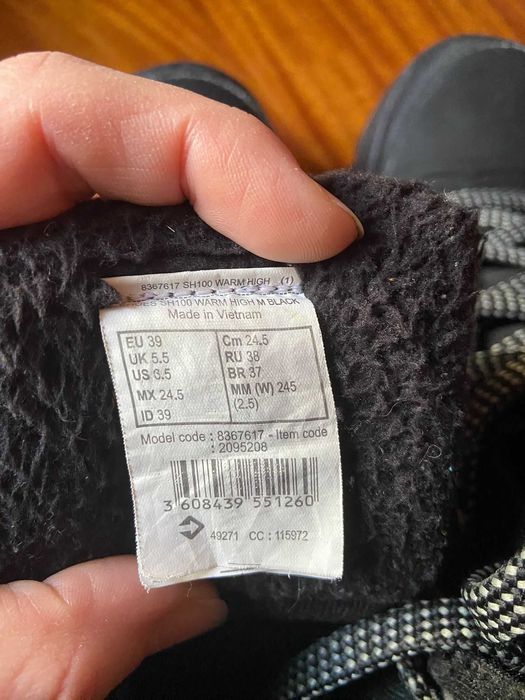 8367617 SH100 WARM HIGH (1)
SH100 WARM HIGH M BLACK
Made in Vietnam
EU 39
UK 5.5
US 6.5
MX 24.5
ID 39
Cm 24.5
RU 38
BR 37
MM (W) 245
(2.5)
Model code : 8367617 - Item code
: 2095208
3 608439 551260
49271 CC : 115972